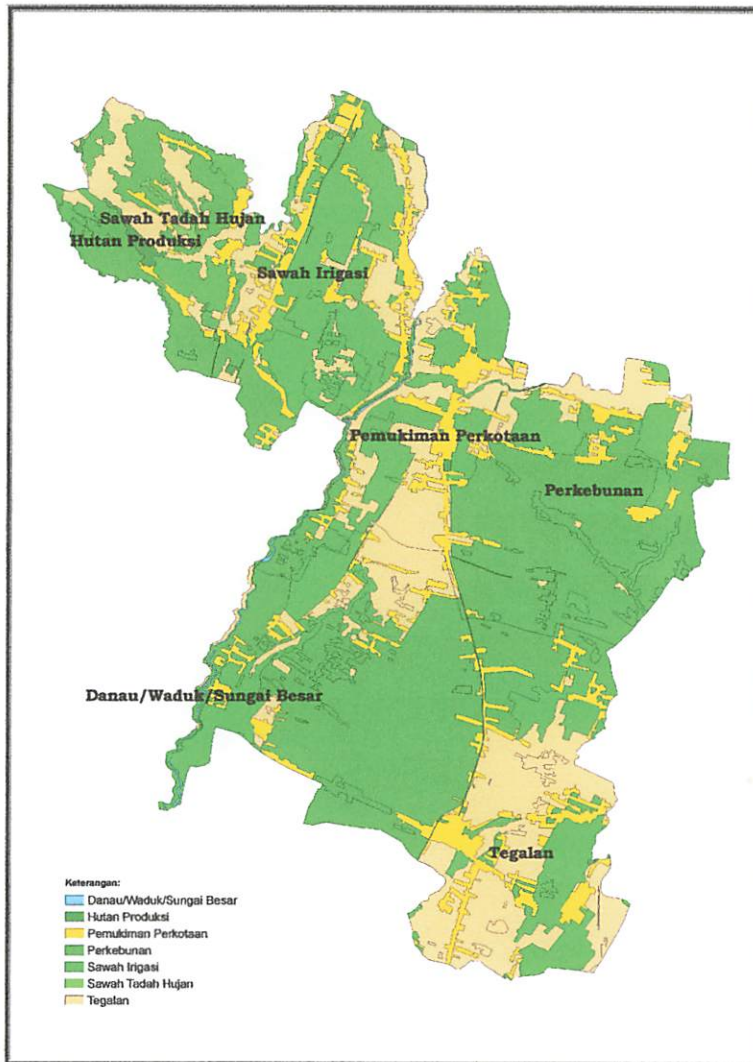 Sawah Tadah Hujan
Hutan Produksi
Sawah Irigasi
Pemukiman Perkotaan
Perkebunan
Danau/Waduk/Sungai Besar
Tegalan
Keterangan:
Danau/Waduk/Sungai Besar
Hutan Produksi
Pemukiman Perkotaan
Perkebunan
Sawah Irigasi
Sawah Tadah Hujan
Tegalan